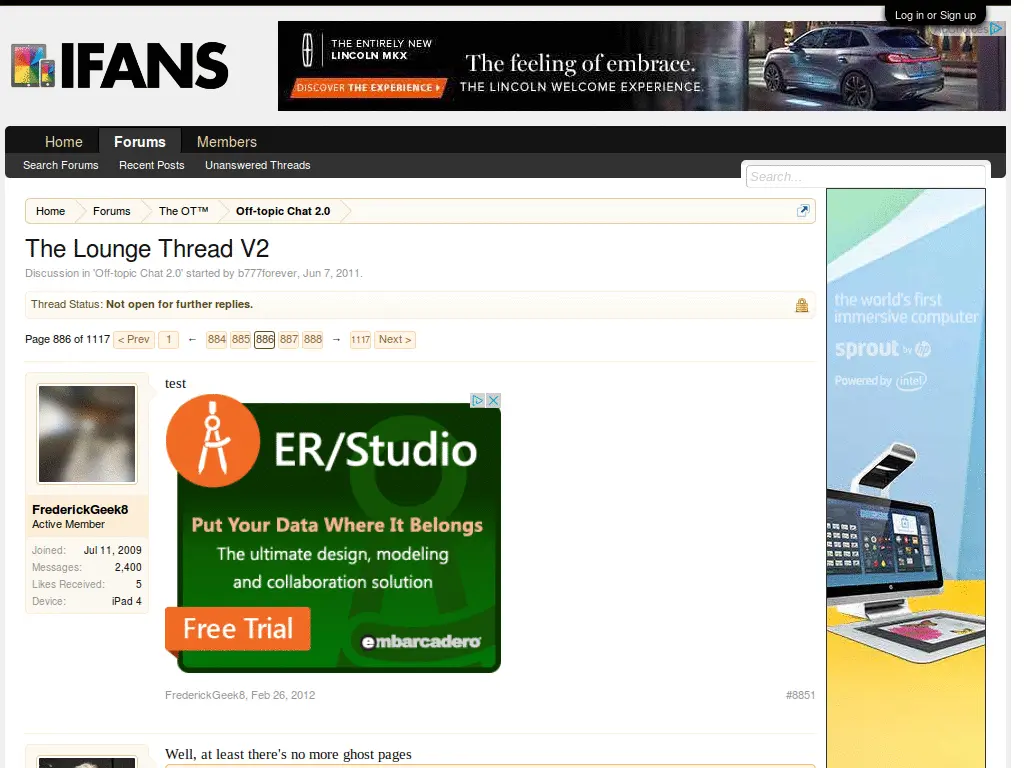 Log in or Sign up
IFANS
THE ENTIRELY NEW
LINCOLN MKX
DISCOVER THE EXPERIENCE
The feeling of embrace.
THE LINCOLN WELCOME EXPERIENCE.
Home Forums Members
Search Forums Recent Posts Unanswered Threads
Search...
Home Forums The OT™ Off-topic Chat 2.0
The Lounge Thread V2
Discussion in 'Off-topic Chat 2.0' started by b777forever, Jun 7, 2011.
Thread Status: Not open for further replies.
Page 886 of 1117 < Prev 1 ← 884 885 886 887 888 → 1117 Next >
the world's first
immersive computer
sprout by hp
Powered by intel
test
FrederickGeek8
Active Member
Joined: Jul 11, 2009
Messages: 2,400
Likes Received: 5
Device: iPad 4
ER/Studio
Put Your Data Where It Belongs
The ultimate design, modeling
and collaboration solution
Free Trial
embarcadero
FrederickGeek8, Feb 26, 2012 #8851
Well, at least there's no more ghost pages